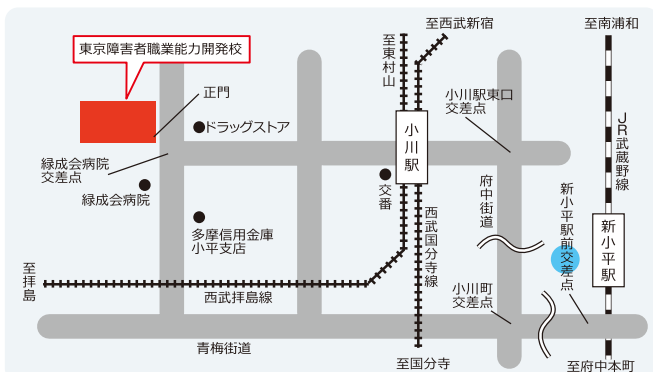 至西武新宿
至南浦和
東京障害者職業能力開発校
至東村山
正門
小川駅東口
交差点
ドラッグストア
小川駅
JR武蔵野線
緑成会病院
交差点
緑成会病院
交番
府中街道
新小平駅前交差点
新小平駅
多摩信用金庫
小平支店
西武国分寺線
至拝島
西武拝島線
小川町
交差点
青梅街道
至国分寺
至府中本町